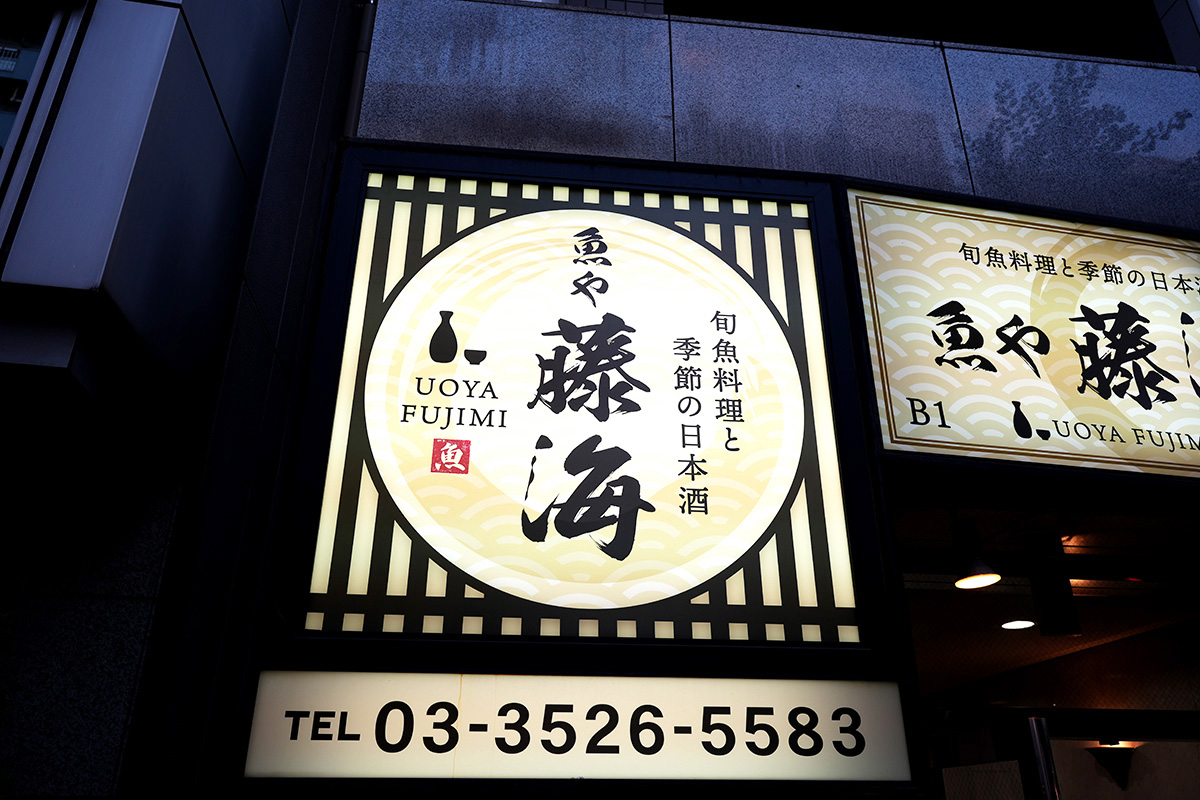 魚や
藤海
旬魚料理と
季節の日本酒
UOYA
FUJIMI
魚
TEL 03-3526-5583
旬魚料理と季節の日本酒
魚や 藤
B1
UOYA FUJIM